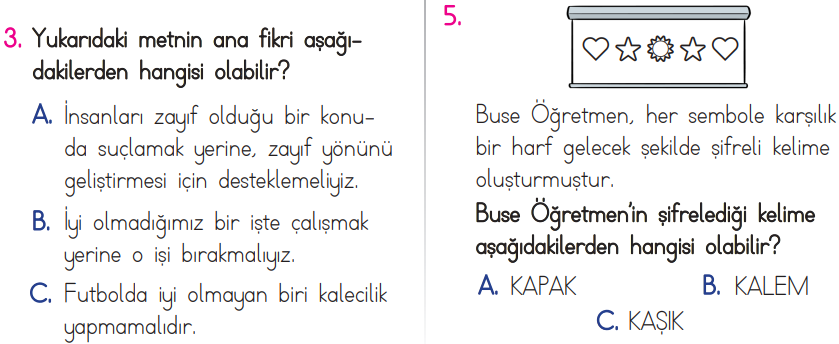 3. Yukarıdaki metnin ana fikri aşağı-
dakilerden hangisi olabilir?
A. İnsanları zayıf olduğu bir konu-
da suçlamak yerine, zayıf yönünü
geliştirmesi için desteklemeliyiz.
B. İyi olmadığımız bir işte çalışmak
yerine o işi bırakmalıyız.
C. Futbolda iyi olmayan biri kalecilik
yapmamalıdır.
5.
Buse Öğretmen, her sembole karşılık
bir harf gelecek şekilde şifreli kelime
oluşturmuştur.
Buse Öğretmen'in şifrelediği kelime
aşağıdakilerden hangisi olabilir?
A. KAPAK B. KALEM
C. KAŞIK